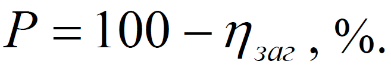 P = 100 − η_заг , %.